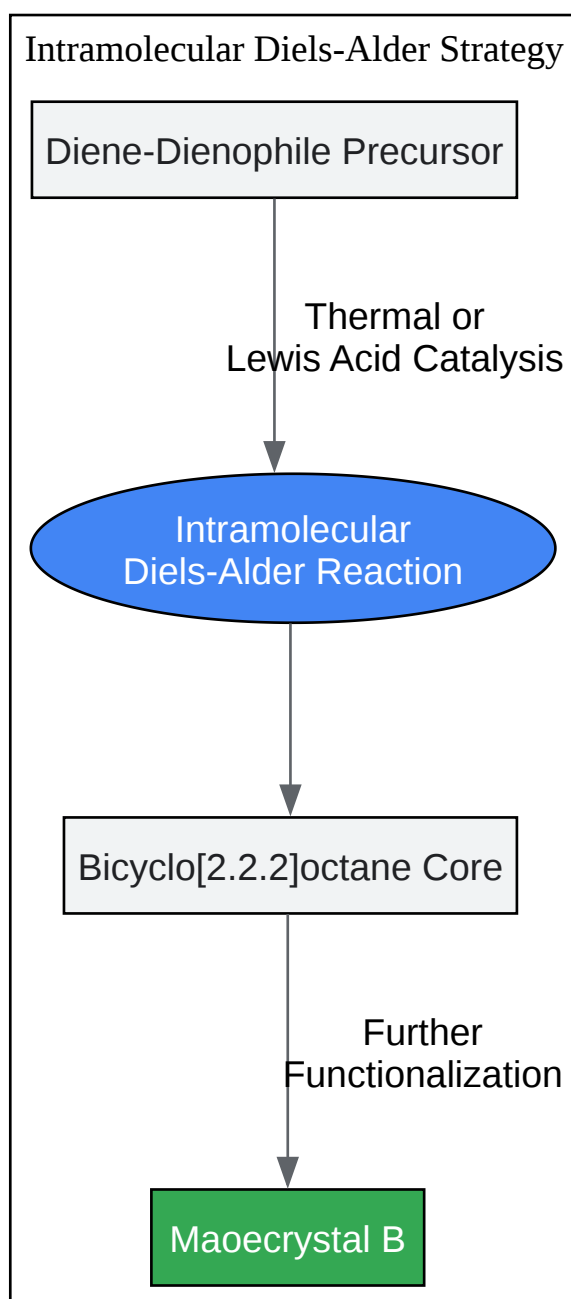 Intramolecular Diels-Alder Strategy
Diene-Dienophile Precursor
Thermal or
Lewis Acid Catalysis
Intramolecular
Diels-Alder Reaction
Bicyclo[2.2.2]octane Core
Further
Functionalization
Maoecrystal B